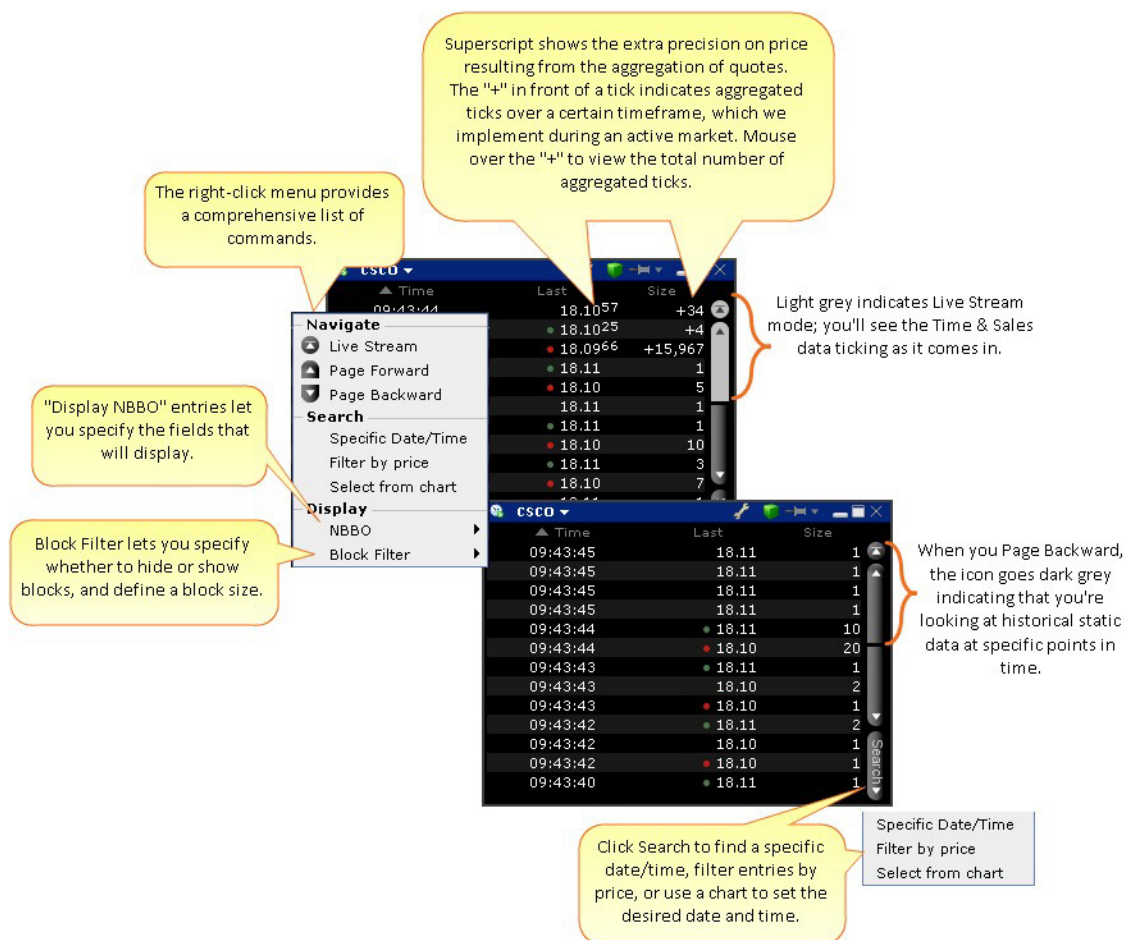 Superscript shows the extra precision on price
resulting from the aggregation of quotes.
The "+" in front of a tick indicates aggregated
ticks over a certain timeframe, which we
implement during an active market. Mouse
over the "+" to view the total number of
aggregated ticks.
The right-click menu provides
a comprehensive list of
commands.
CSCO
Time Last Size
09:43:44 18.10⁵⁷ +34
18.10²⁵ +4
18.09⁶⁶ +15,967
18.11 1
18.10 5
18.11 1
18.11 1
18.10 10
18.11 3
18.10 7
Light grey indicates Live Stream
mode; you'll see the Time & Sales
data ticking as it comes in.
Navigate
Live Stream
Page Forward
Page Backward
Search
Specific Date/Time
Filter by price
Select from chart
Display
NBBO
Block Filter
"Display NBBO" entries let
you specify the fields that
will display.
Block Filter lets you specify
whether to hide or show
blocks, and define a block size.
CSCO
Time Last Size
09:43:45 18.11 1
09:43:45 18.11 1
09:43:45 18.11 1
09:43:45 18.11 1
09:43:44 18.11 10
09:43:44 18.10 20
09:43:43 18.11 1
09:43:43 18.10 2
09:43:43 18.10 1
09:43:42 18.11 2
09:43:42 18.10 1
09:43:42 18.10 1
09:43:40 18.11 1
Search
When you Page Backward,
the icon goes dark grey
indicating that you're
looking at historical static
data at specific points in
time.
Click Search to find a specific
date/time, filter entries by
price, or use a chart to set the
desired date and time.
Specific Date/Time
Filter by price
Select from chart